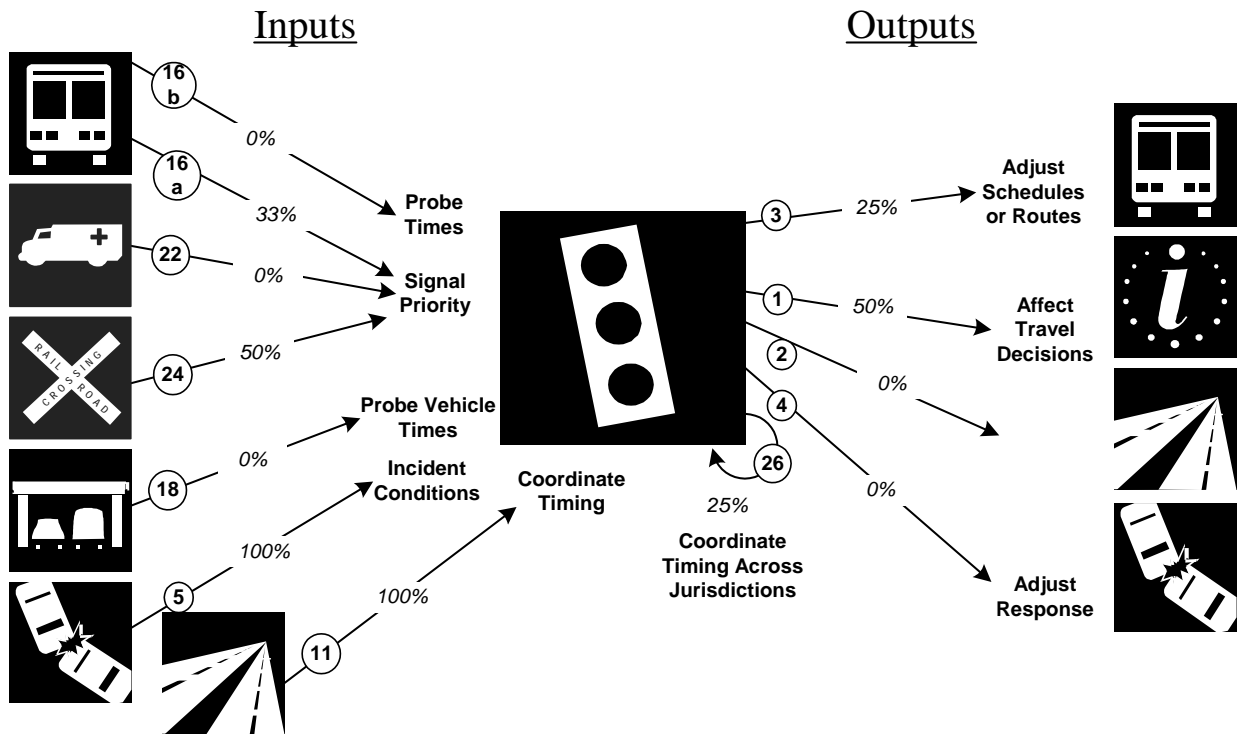 Inputs
Outputs
16
b
0%
16
a
33%
Probe
Times
22
0%
Signal
Priority
RAIL ROAD
CROSSING
24
50%
Probe Vehicle
Times
18
0%
Incident
Conditions
100%
5
Coordinate
Timing
100%
11
3
25%
Adjust
Schedules
or Routes
1
50%
Affect
Travel
Decisions
i
2
0%
4
0%
26
25%
Coordinate
Timing Across
Jurisdictions
Adjust
Response